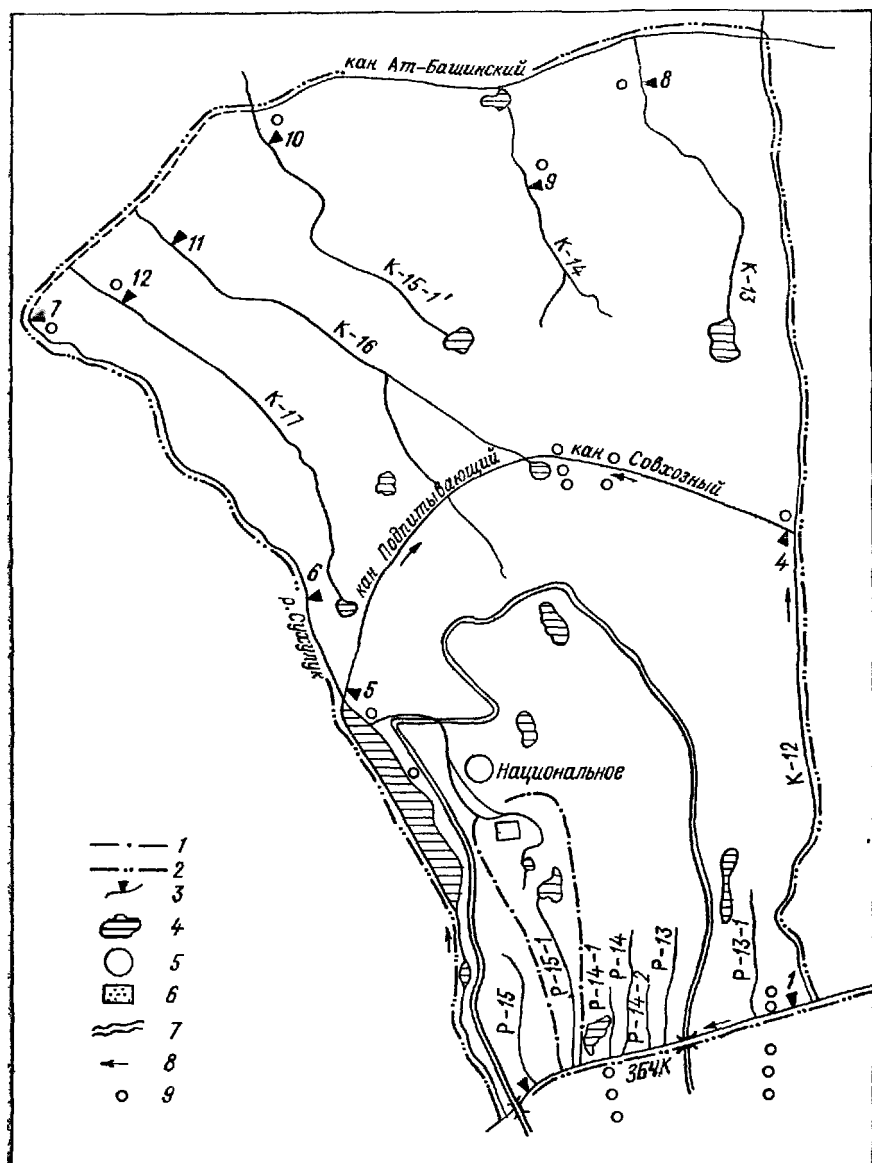 кан Ат-Башинский
8
10
9
11
К-14
12
К-15-1'
К-13
7
К-16
К-17
кан Совхозный
кан Подпитывающий
4
6
р. Сухулук
5
К-12
Национальное
1
2
3
4
5
6
7
8
9
Р-15
Р-15-1
Р-14-1
Р-14
Р-14-2
Р-13
Р-13-1
1
ЗБЧК